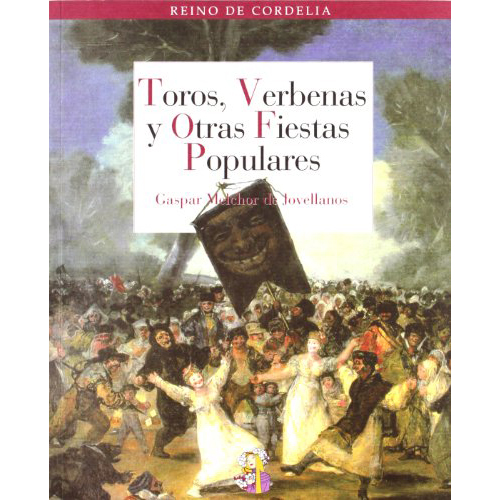 REINO DE CORDELIA
Toros, Verbenas
y Otras Fiestas
Populares
Gaspar Melchor de Jovellanos